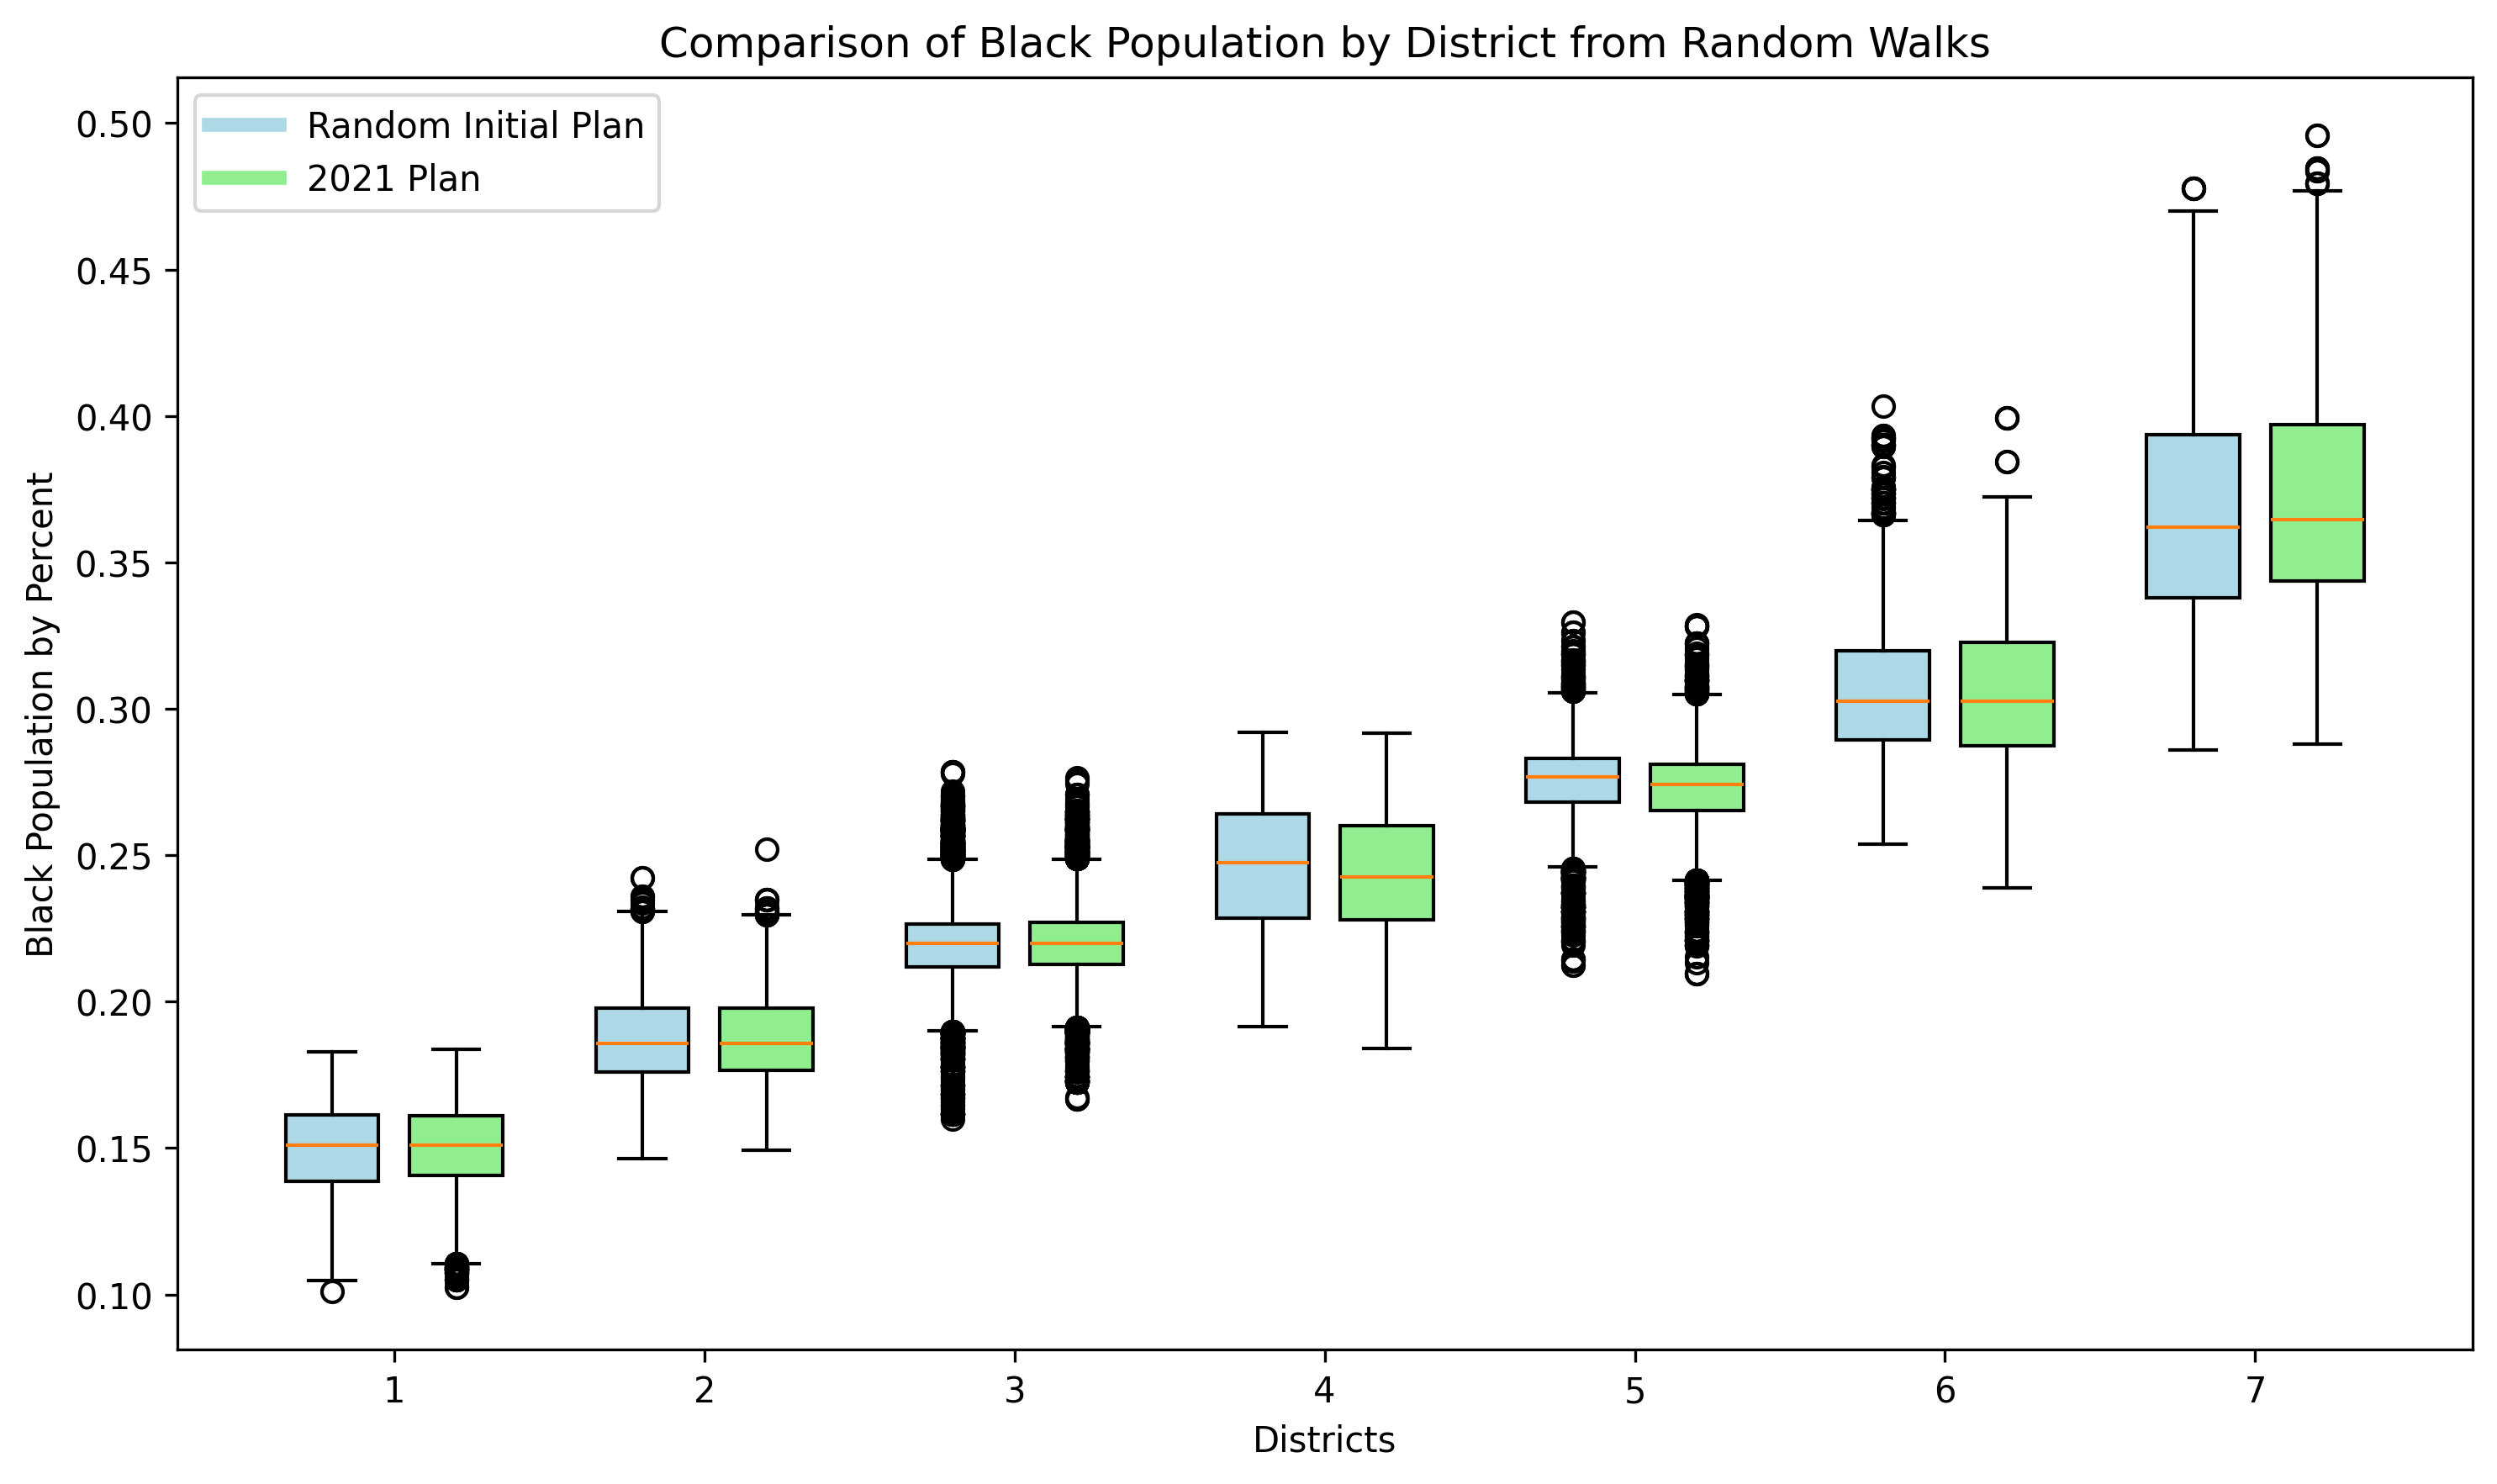 Comparison of Black Population by District from Random Walks
Random Initial Plan
2021 Plan
Black Population by Percent
0.50
0.45
0.40
0.35
0.30
0.25
0.20
0.15
0.10
1 2 3 4 5 6 7
Districts